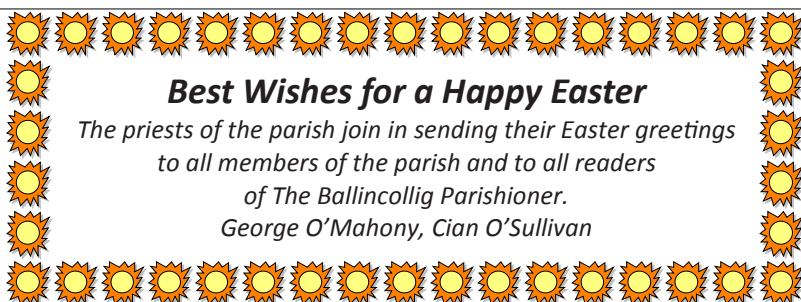 Best Wishes for a Happy Easter
The priests of the parish join in sending their Easter greetings
to all members of the parish and to all readers
of The Ballincollig Parishioner.
George O’Mahony, Cian O’Sullivan